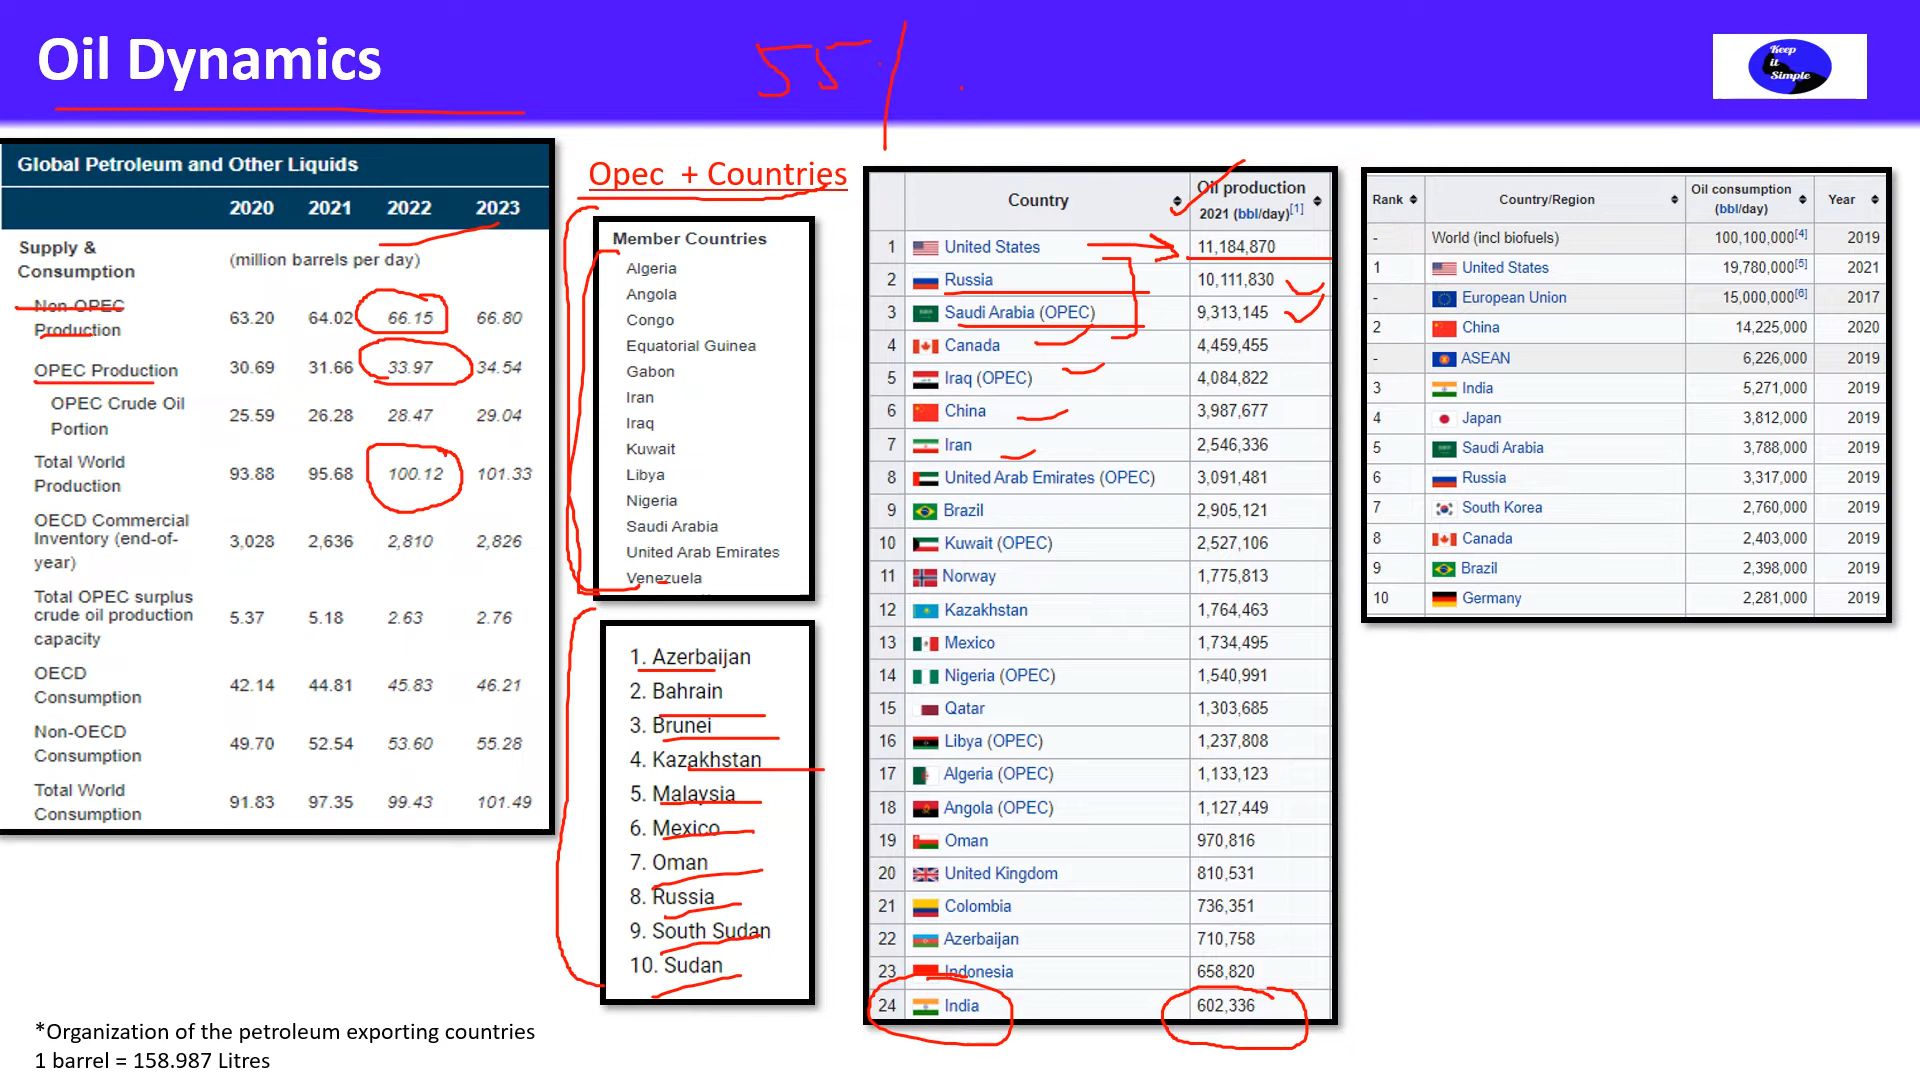 Oil Dynamics
55%
Keep
it
Simple
Global Petroleum and Other Liquids
2020 2021 2022 2023
Supply &
Consumption
(million barrels per day)
Non-OPEC
Production
63.20 64.02 66.15 66.80
OPEC Production 30.69 31.66 33.97 34.54
OPEC Crude Oil
Portion
25.59 26.28 28.47 29.04
Total World
Production
93.88 95.68 100.12 101.33
OECD Commercial
Inventory (end-of-
year)
3,028 2,636 2,810 2,826
Total OPEC surplus
crude oil production
capacity
5.37 5.18 2.63 2.76
OECD
Consumption
42.14 44.81 45.83 46.21
Non-OECD
Consumption
49.70 52.54 53.60 55.28
Total World
Consumption
91.83 97.35 99.43 101.49
*Organization of the petroleum exporting countries
1 barrel = 158.987 Litres
Opec + Countries
Member Countries
Algeria
Angola
Congo
Equatorial Guinea
Gabon
Iran
Iraq
Kuwait
Libya
Nigeria
Saudi Arabia
United Arab Emirates
Venezuela
1. Azerbaijan
2. Bahrain
3. Brunei
4. Kazakhstan
5. Malaysia
6. Mexico
7. Oman
8. Russia
9. South Sudan
10. Sudan
Country
Oil production
2021 (bbl/day)[1]
1 United States 11,184,870
2 Russia 10,111,830
3 Saudi Arabia (OPEC) 9,313,145
4 Canada 4,459,455
5 Iraq (OPEC) 4,084,822
6 China 3,987,677
7 Iran 2,546,336
8 United Arab Emirates (OPEC) 3,091,481
9 Brazil 2,905,121
10 Kuwait (OPEC) 2,527,106
11 Norway 1,775,813
12 Kazakhstan 1,764,463
13 Mexico 1,734,495
14 Nigeria (OPEC) 1,540,991
15 Qatar 1,303,685
16 Libya (OPEC) 1,237,808
17 Algeria (OPEC) 1,133,123
18 Angola (OPEC) 1,127,449
19 Oman 970,816
20 United Kingdom 810,531
21 Colombia 736,351
22 Azerbaijan 710,758
23 Indonesia 658,820
24 India 602,336
Rank Country/Region
Oil consumption
(bbl/day)
Year
- World (incl biofuels) 100,100,000[4] 2019
1 United States 19,780,000[5] 2021
- European Union 15,000,000[6] 2017
2 China 14,225,000 2020
- ASEAN 6,226,000 2019
3 India 5,271,000 2019
4 Japan 3,812,000 2019
5 Saudi Arabia 3,788,000 2019
6 Russia 3,317,000 2019
7 South Korea 2,760,000 2019
8 Canada 2,403,000 2019
9 Brazil 2,398,000 2019
10 Germany 2,281,000 2019